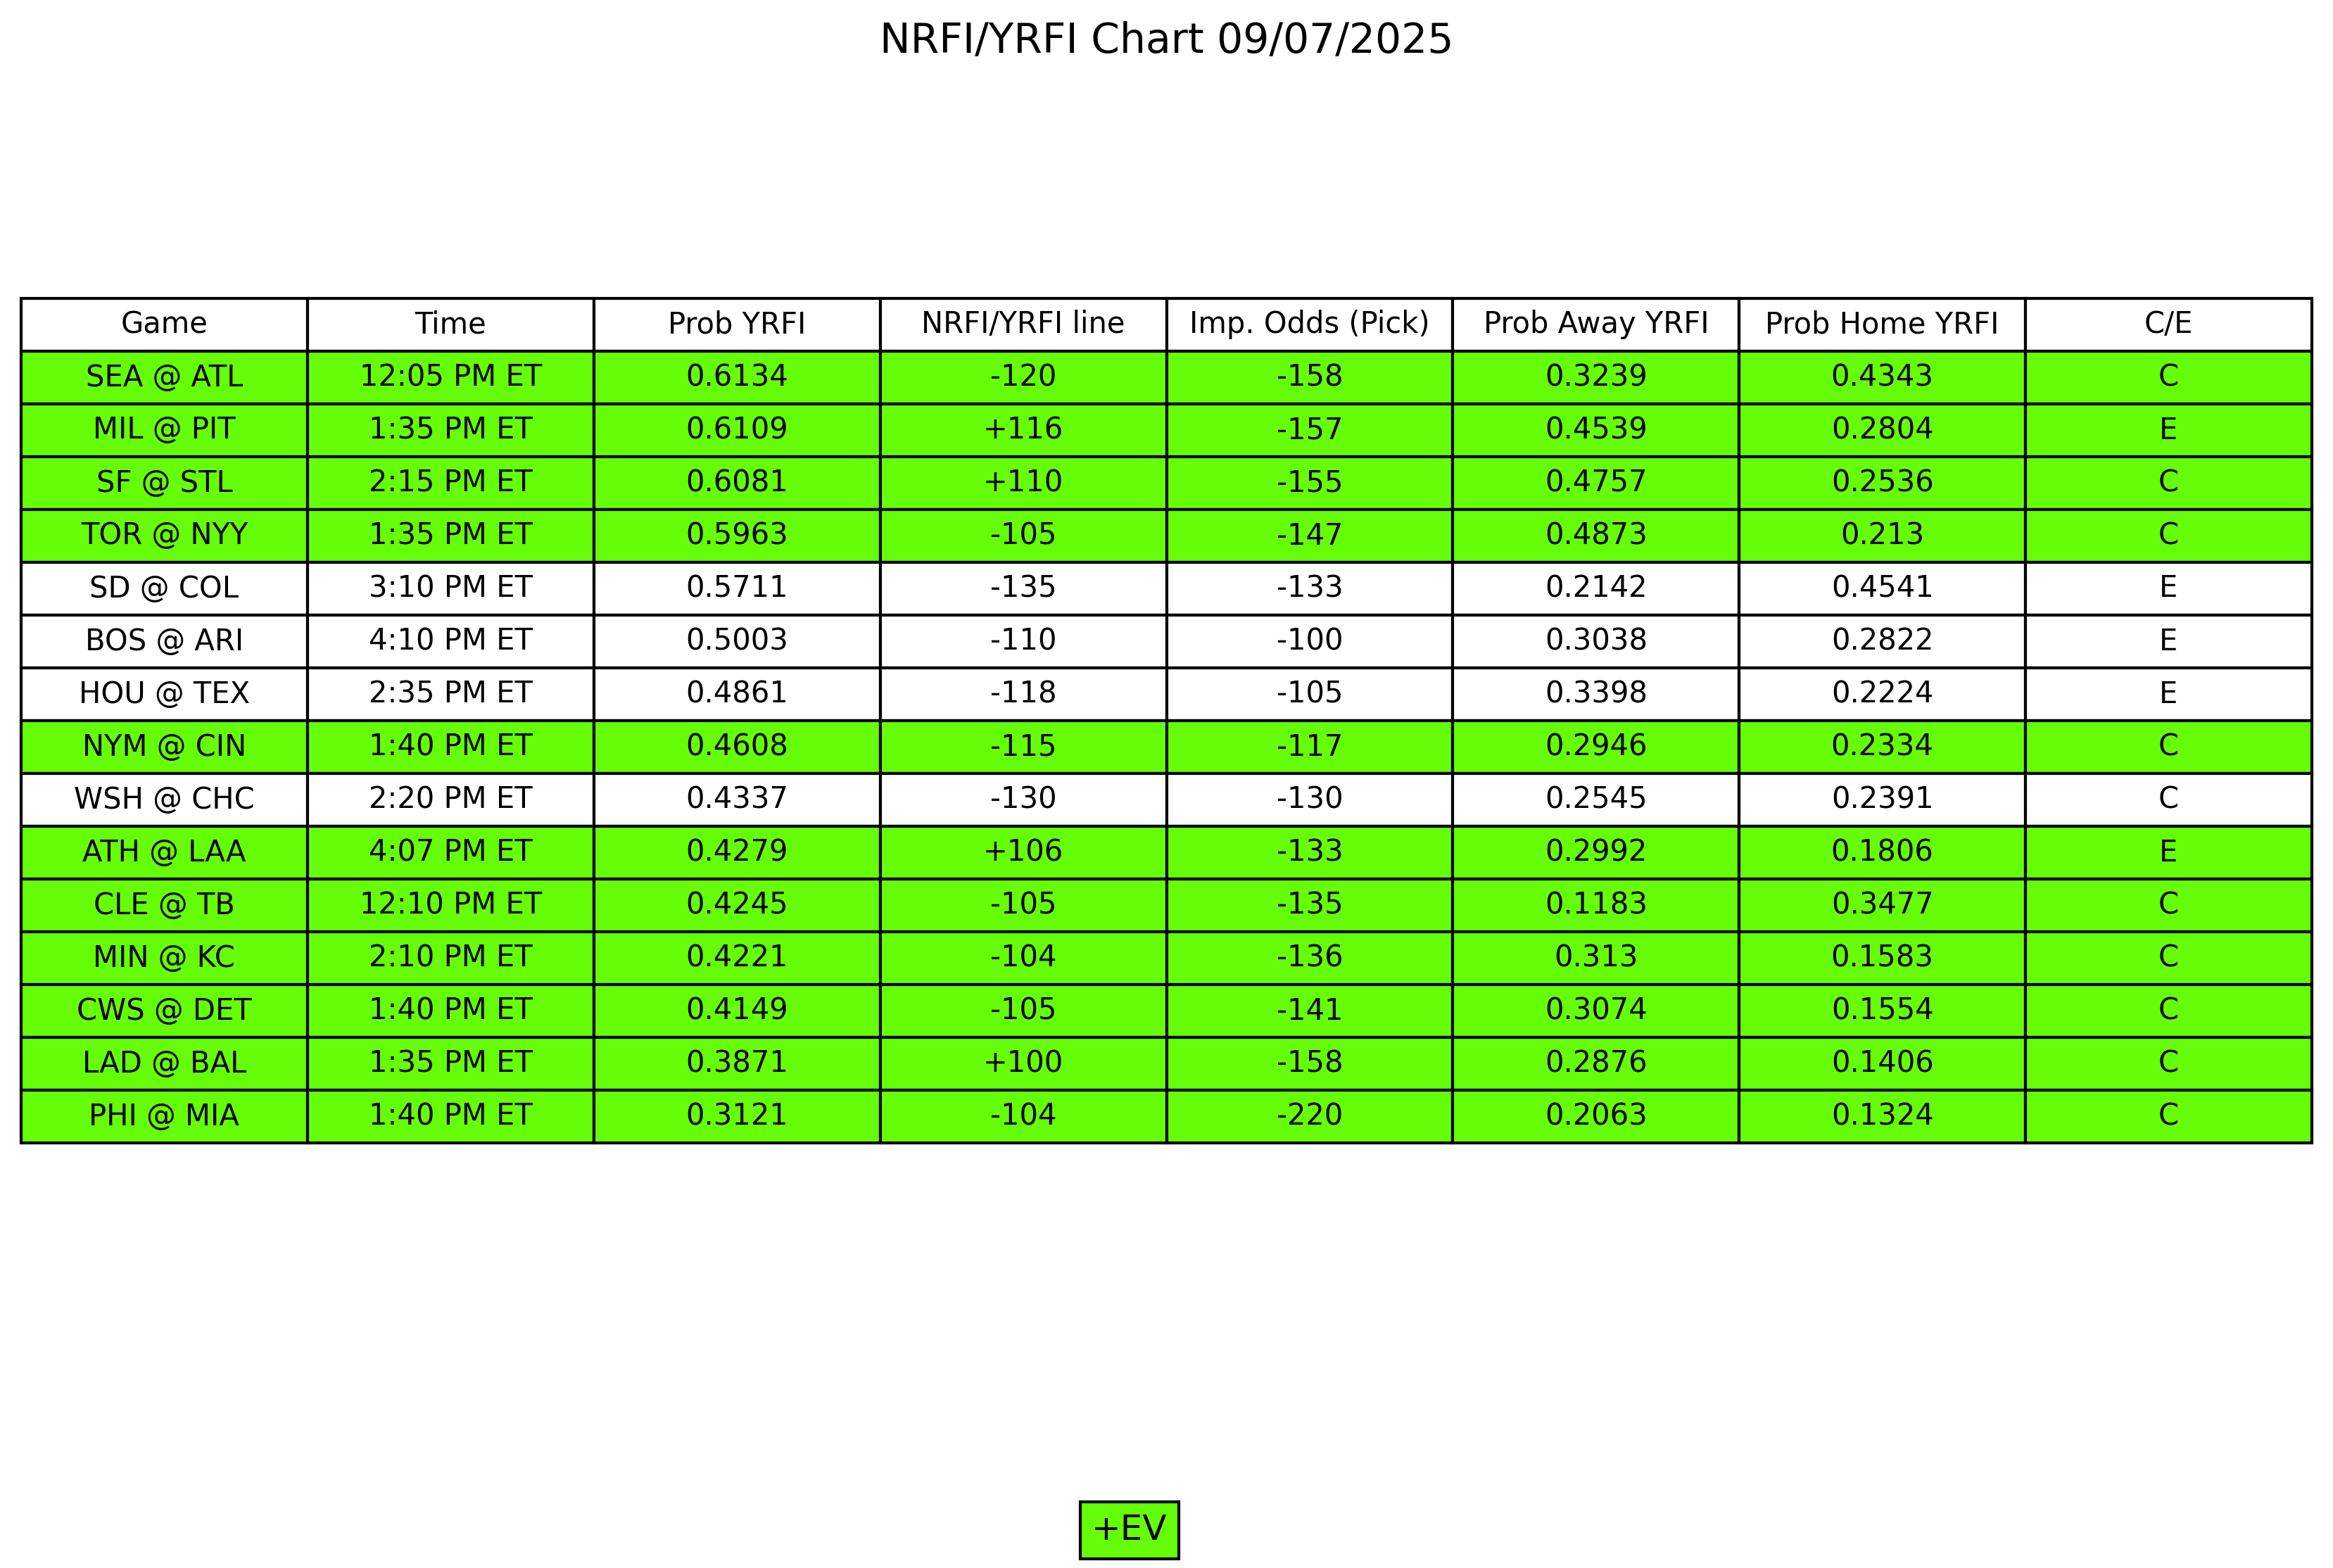 NRFI/YRFI Chart 09/07/2025
Game Time Prob YRFI NRFI/YRFI line Imp. Odds (Pick) Prob Away YRFI Prob Home YRFI C/E
SEA @ ATL 12:05 PM ET 0.6134 -120 -158 0.3239 0.4343 C
MIL @ PIT 1:35 PM ET 0.6109 +116 -157 0.4539 0.2804 E
SF @ STL 2:15 PM ET 0.6081 +110 -155 0.4757 0.2536 C
TOR @ NYY 1:35 PM ET 0.5963 -105 -147 0.4873 0.213 C
SD @ COL 3:10 PM ET 0.5711 -135 -133 0.2142 0.4541 E
BOS @ ARI 4:10 PM ET 0.5003 -110 -100 0.3038 0.2822 E
HOU @ TEX 2:35 PM ET 0.4861 -118 -105 0.3398 0.2224 E
NYM @ CIN 1:40 PM ET 0.4608 -115 -117 0.2946 0.2334 C
WSH @ CHC 2:20 PM ET 0.4337 -130 -130 0.2545 0.2391 C
ATH @ LAA 4:07 PM ET 0.4279 +106 -133 0.2992 0.1806 E
CLE @ TB 12:10 PM ET 0.4245 -105 -135 0.1183 0.3477 C
MIN @ KC 2:10 PM ET 0.4221 -104 -136 0.313 0.1583 C
CWS @ DET 1:40 PM ET 0.4149 -105 -141 0.3074 0.1554 C
LAD @ BAL 1:35 PM ET 0.3871 +100 -158 0.2876 0.1406 C
PHI @ MIA 1:40 PM ET 0.3121 -104 -220 0.2063 0.1324 C
+EV